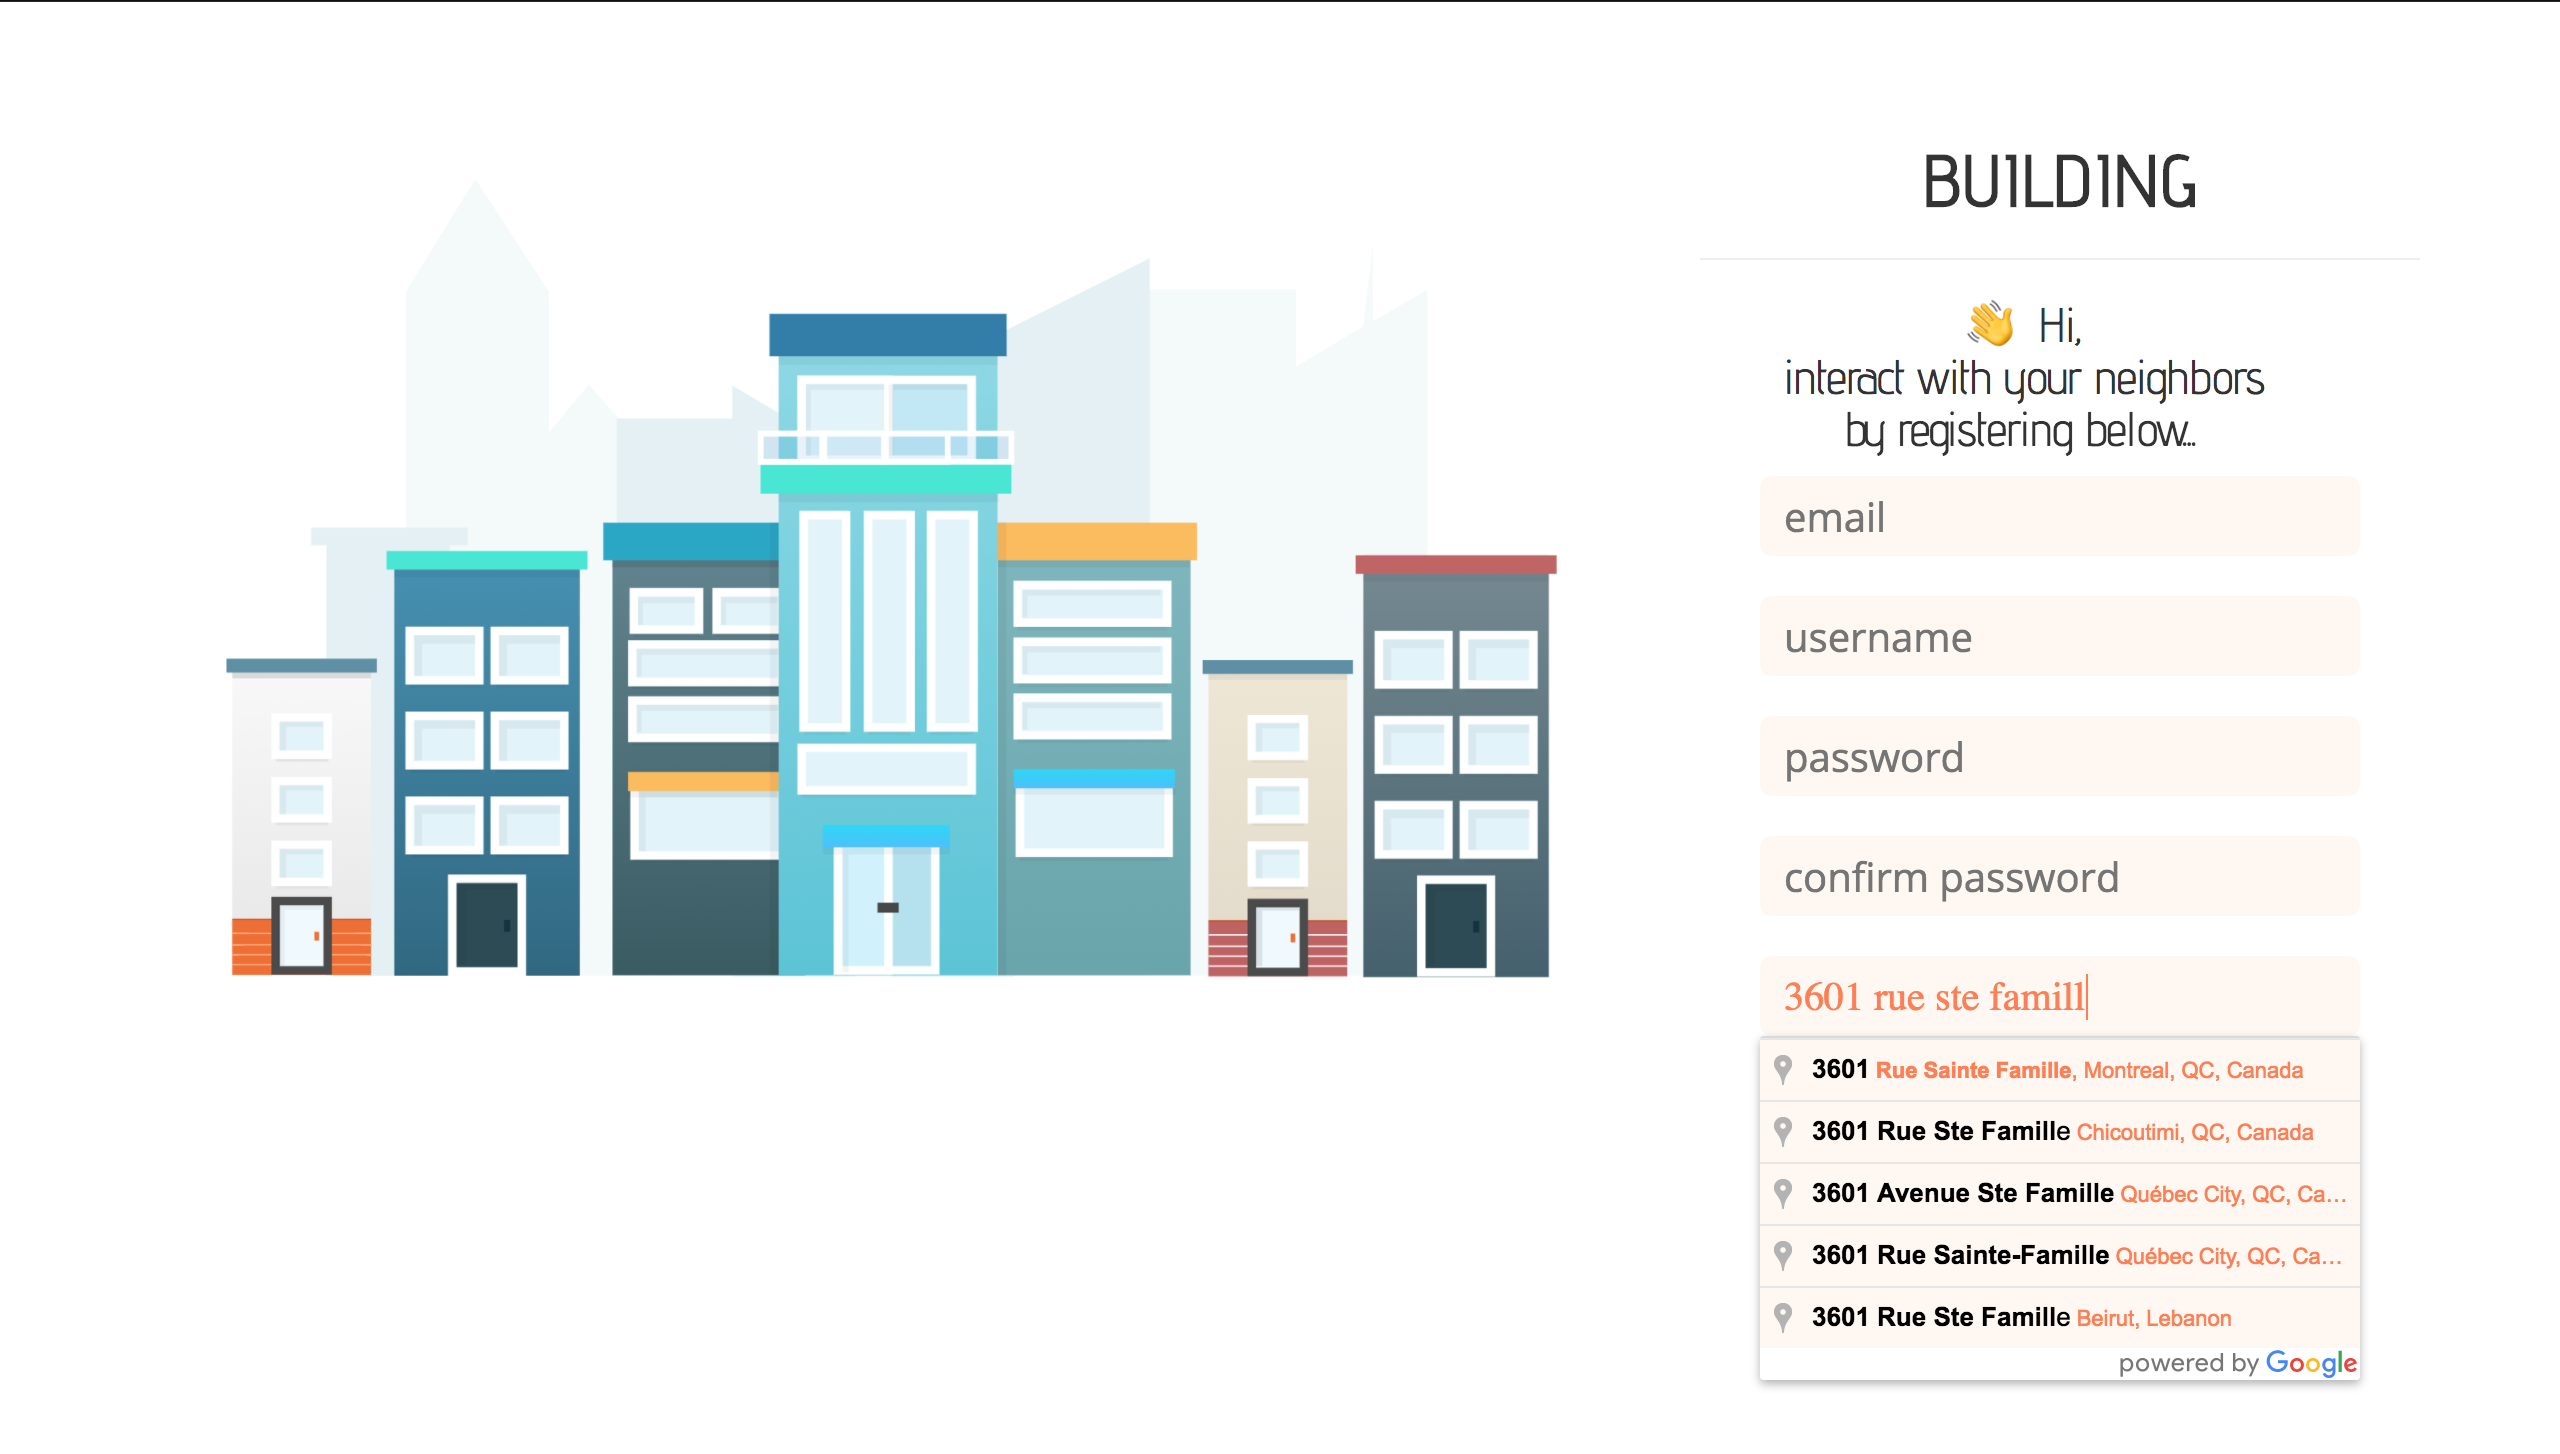 BUILDING
👋 Hi,
interact with your neighbors
by registering below...
email
username
password
confirm password
3601 rue ste famill
3601 Rue Sainte Famille, Montreal, QC, Canada
3601 Rue Ste Famille Chicoutimi, QC, Canada
3601 Avenue Ste Famille Québec City, QC, Ca...
3601 Rue Sainte-Famille Québec City, QC, Ca...
3601 Rue Ste Famille Beirut, Lebanon
powered by Google